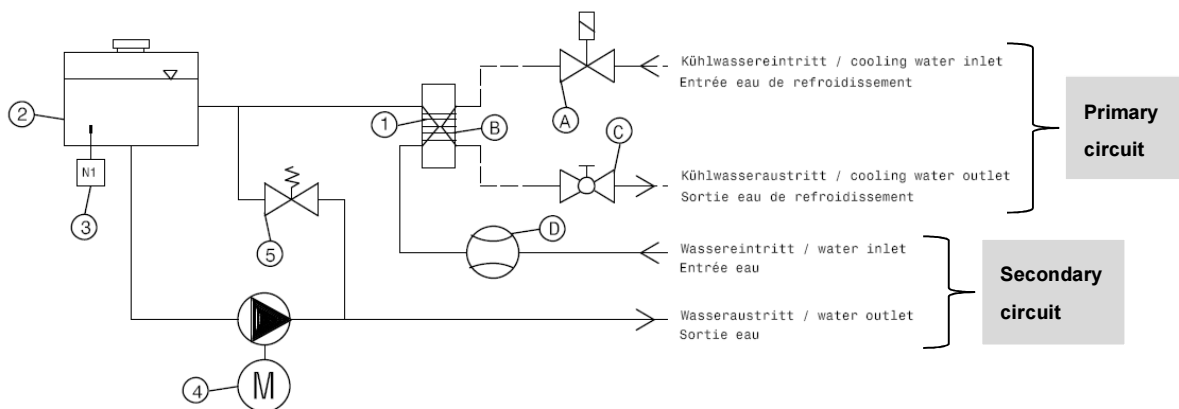 Kühlwassereintritt / cooling water inlet
Entrée eau de refroidissement
Primary
circuit
2
1
B
A
C
N1
Kühlwasseraustritt / cooling water outlet
Sortie eau de refroidissement
3
5
D
Wassereintritt / water inlet
Entrée eau
Secondary
circuit
Wasseraustritt / water outlet
Sortie eau
4
M